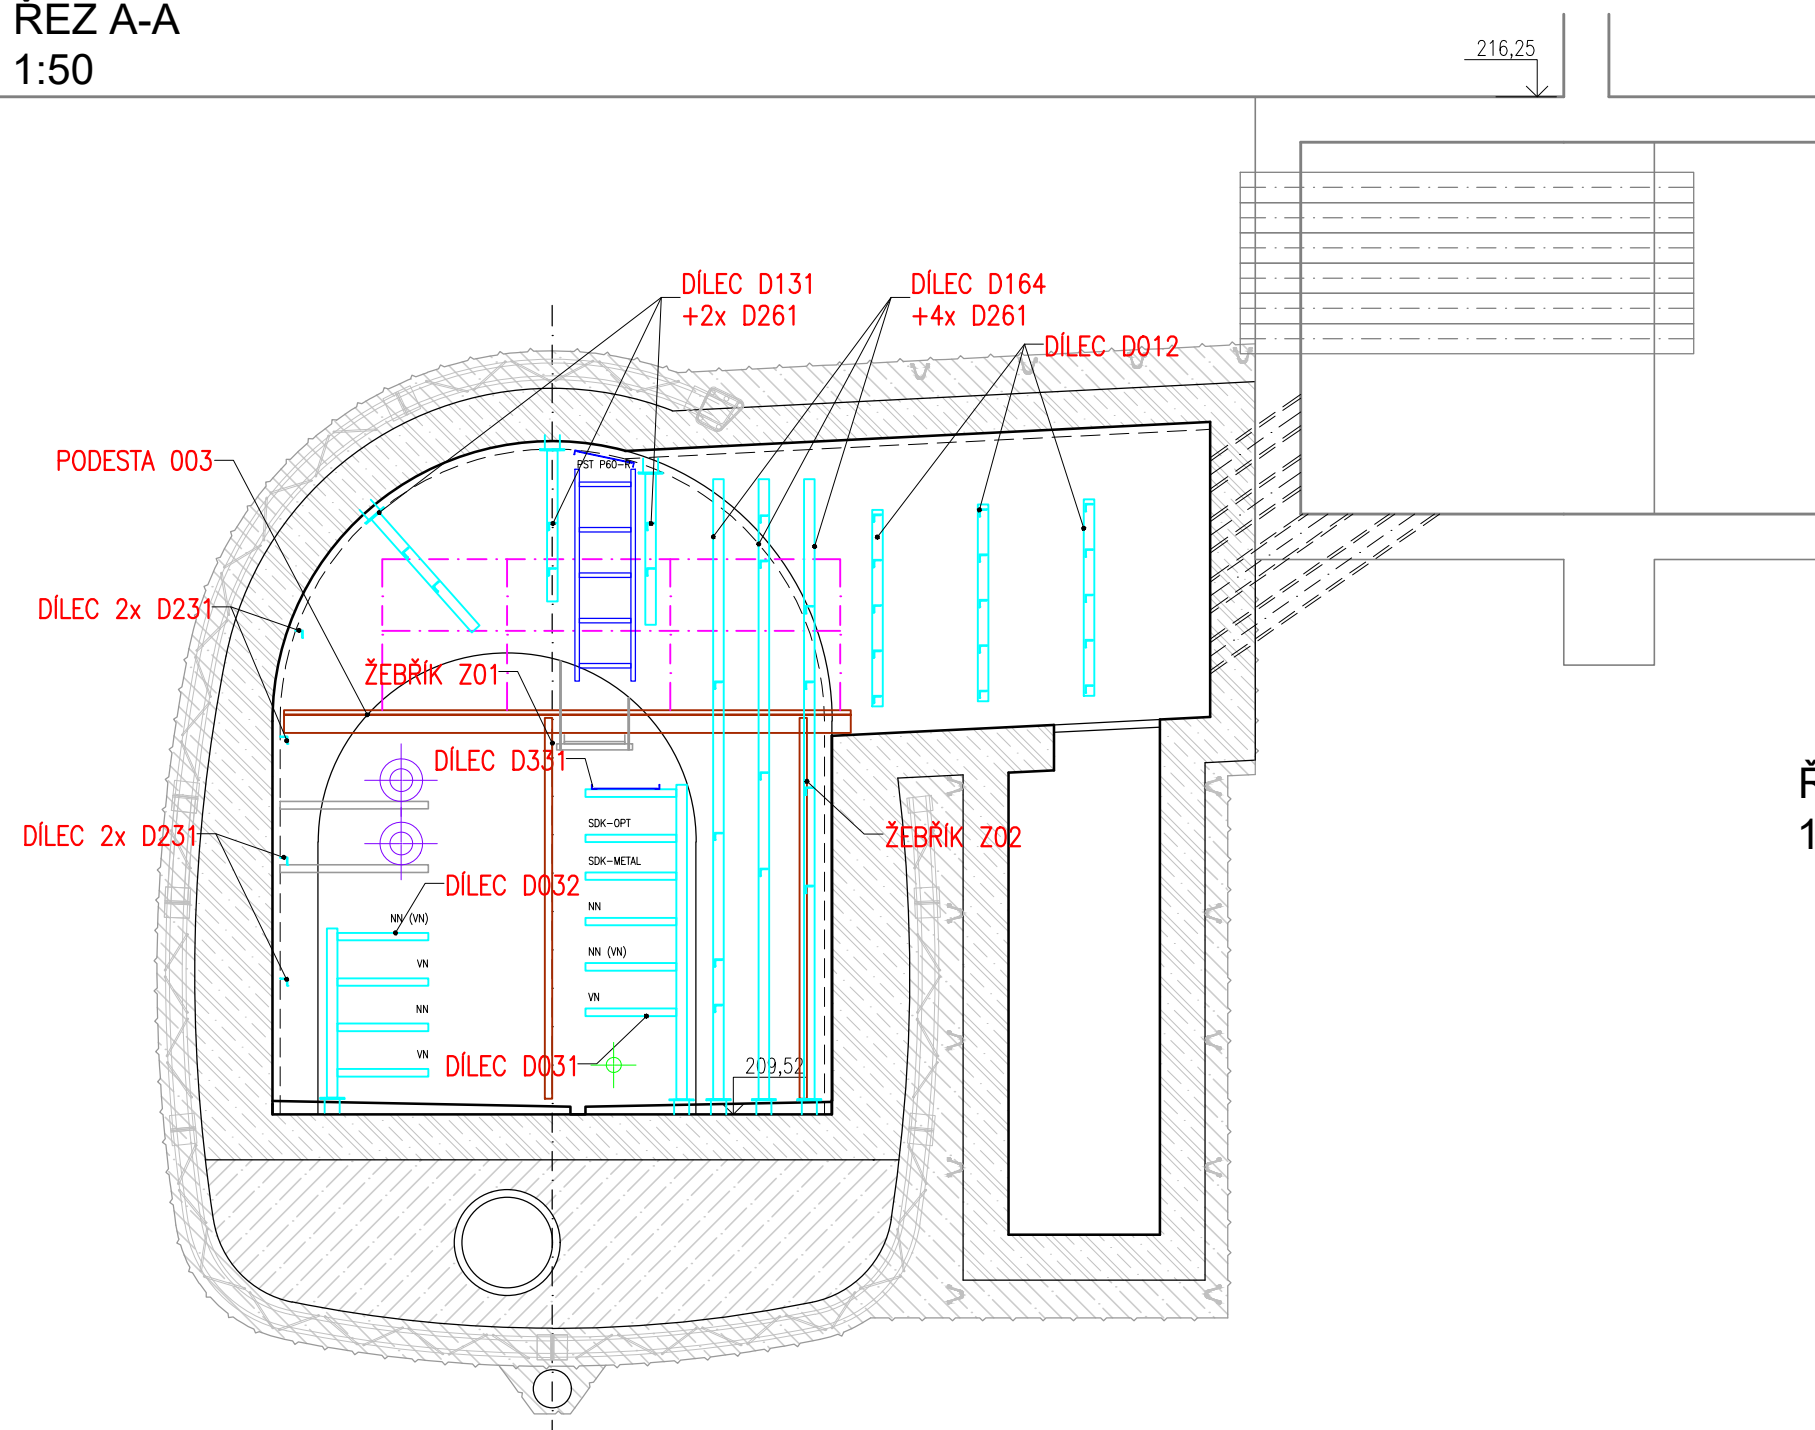 ŘEZ A-A
1:50
216,25
DÍLEC D131
+2x D261
DÍLEC D164
+4x D261
DÍLEC D012
PODESTA 003
PST P60-R
DÍLEC 2x D231
ŽEBŘÍK Z01
DÍLEC D331
DÍLEC 2x D231
SDK-OPT
ŽEBŘÍK Z02
SDK-METAL
DÍLEC D032
NN
NN (VN)
NN (VN)
VN
VN
NN
VN
DÍLEC D031
209,52
Ř
1